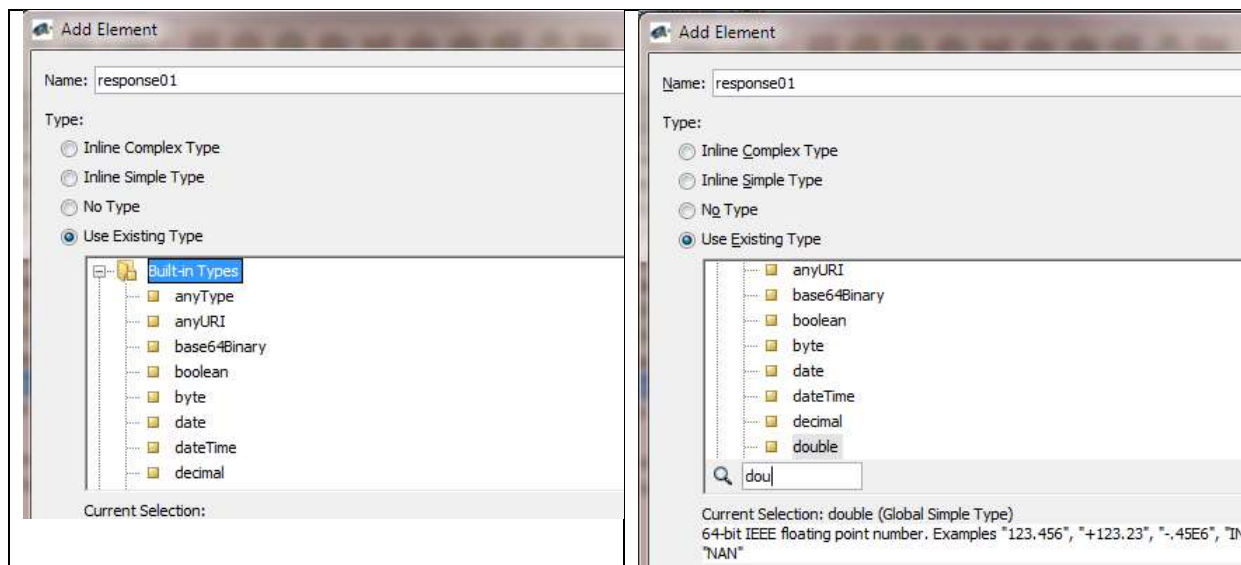 Add Element
Name: response01
Type:
Inline Complex Type
Inline Simple Type
No Type
Use Existing Type
Built-in Types
anyType
anyURI
base64Binary
boolean
byte
date
dateTime
decimal
Current Selection:
Add Element
Name: response01
Type:
Inline Complex Type
Inline Simple Type
No Type
Use Existing Type
anyURI
base64Binary
boolean
byte
date
dateTime
decimal
double
dou
Current Selection: double (Global Simple Type)
64-bit IEEE floating point number. Examples "123.456", "+123.23", "-.45E6", "IN
"NAN"